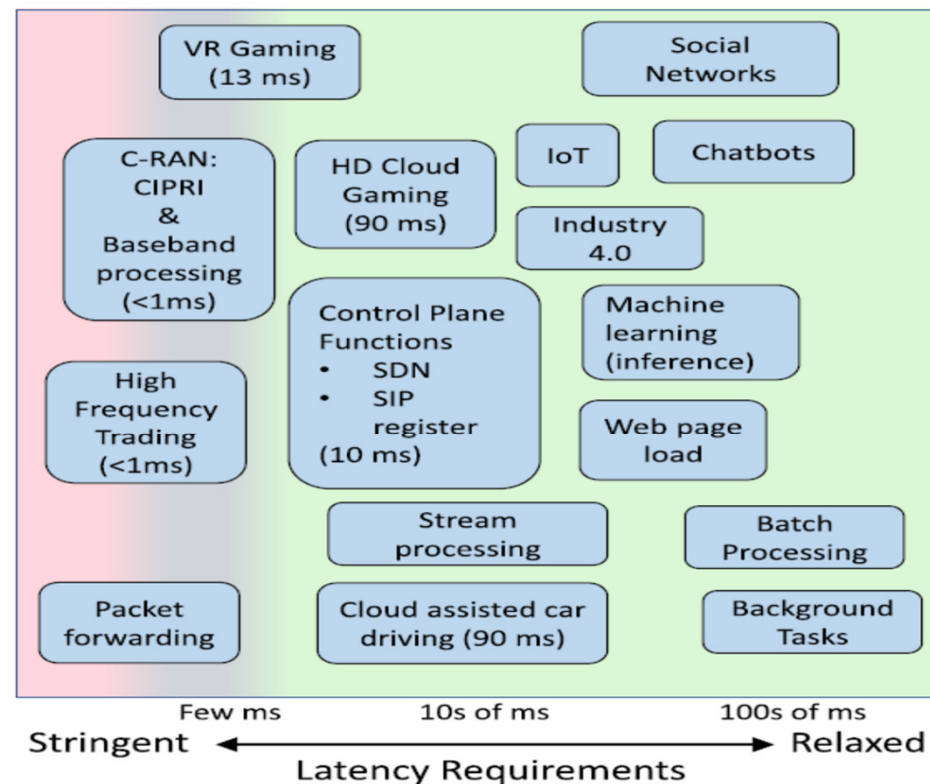 VR Gaming
(13 ms)
Social
Networks
C-RAN:
CIPRI
&
Baseband
processing
(<1ms)
HD Cloud
Gaming
(90 ms)
IoT
Chatbots
Industry
4.0
Control Plane
Functions
• SDN
• SIP
register
(10 ms)
Machine
learning
(inference)
High
Frequency
Trading
(<1ms)
Web page
load
Stream
processing
Batch
Processing
Packet
forwarding
Cloud assisted car
driving (90 ms)
Background
Tasks
Few ms
10s of ms
100s of ms
Stringent
Relaxed
Latency Requirements